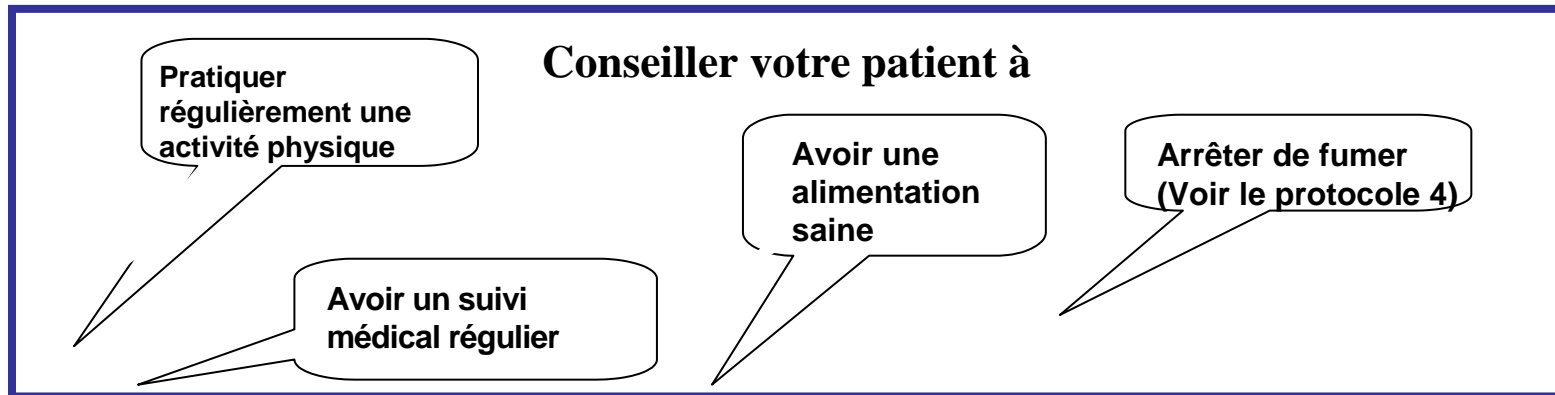 Conseiller votre patient à
Pratiquer
régulièrement une
activité physique
Avoir une
alimentation
saine
Arrêter de fumer
(Voir le protocole 4)
Avoir un suivi
médical régulier